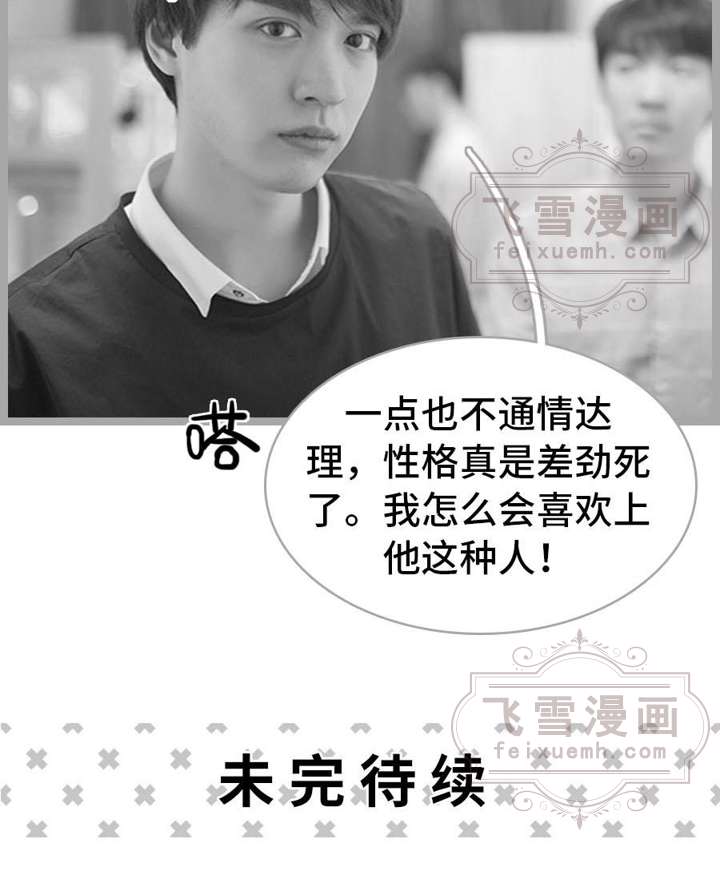 飞雪漫画
feixuemh.com
嗒
一点也不通情达
理，性格真是差劲死
了。我怎么会喜欢上
他这种人！
飞雪漫画
feixuemh.com
未完待续